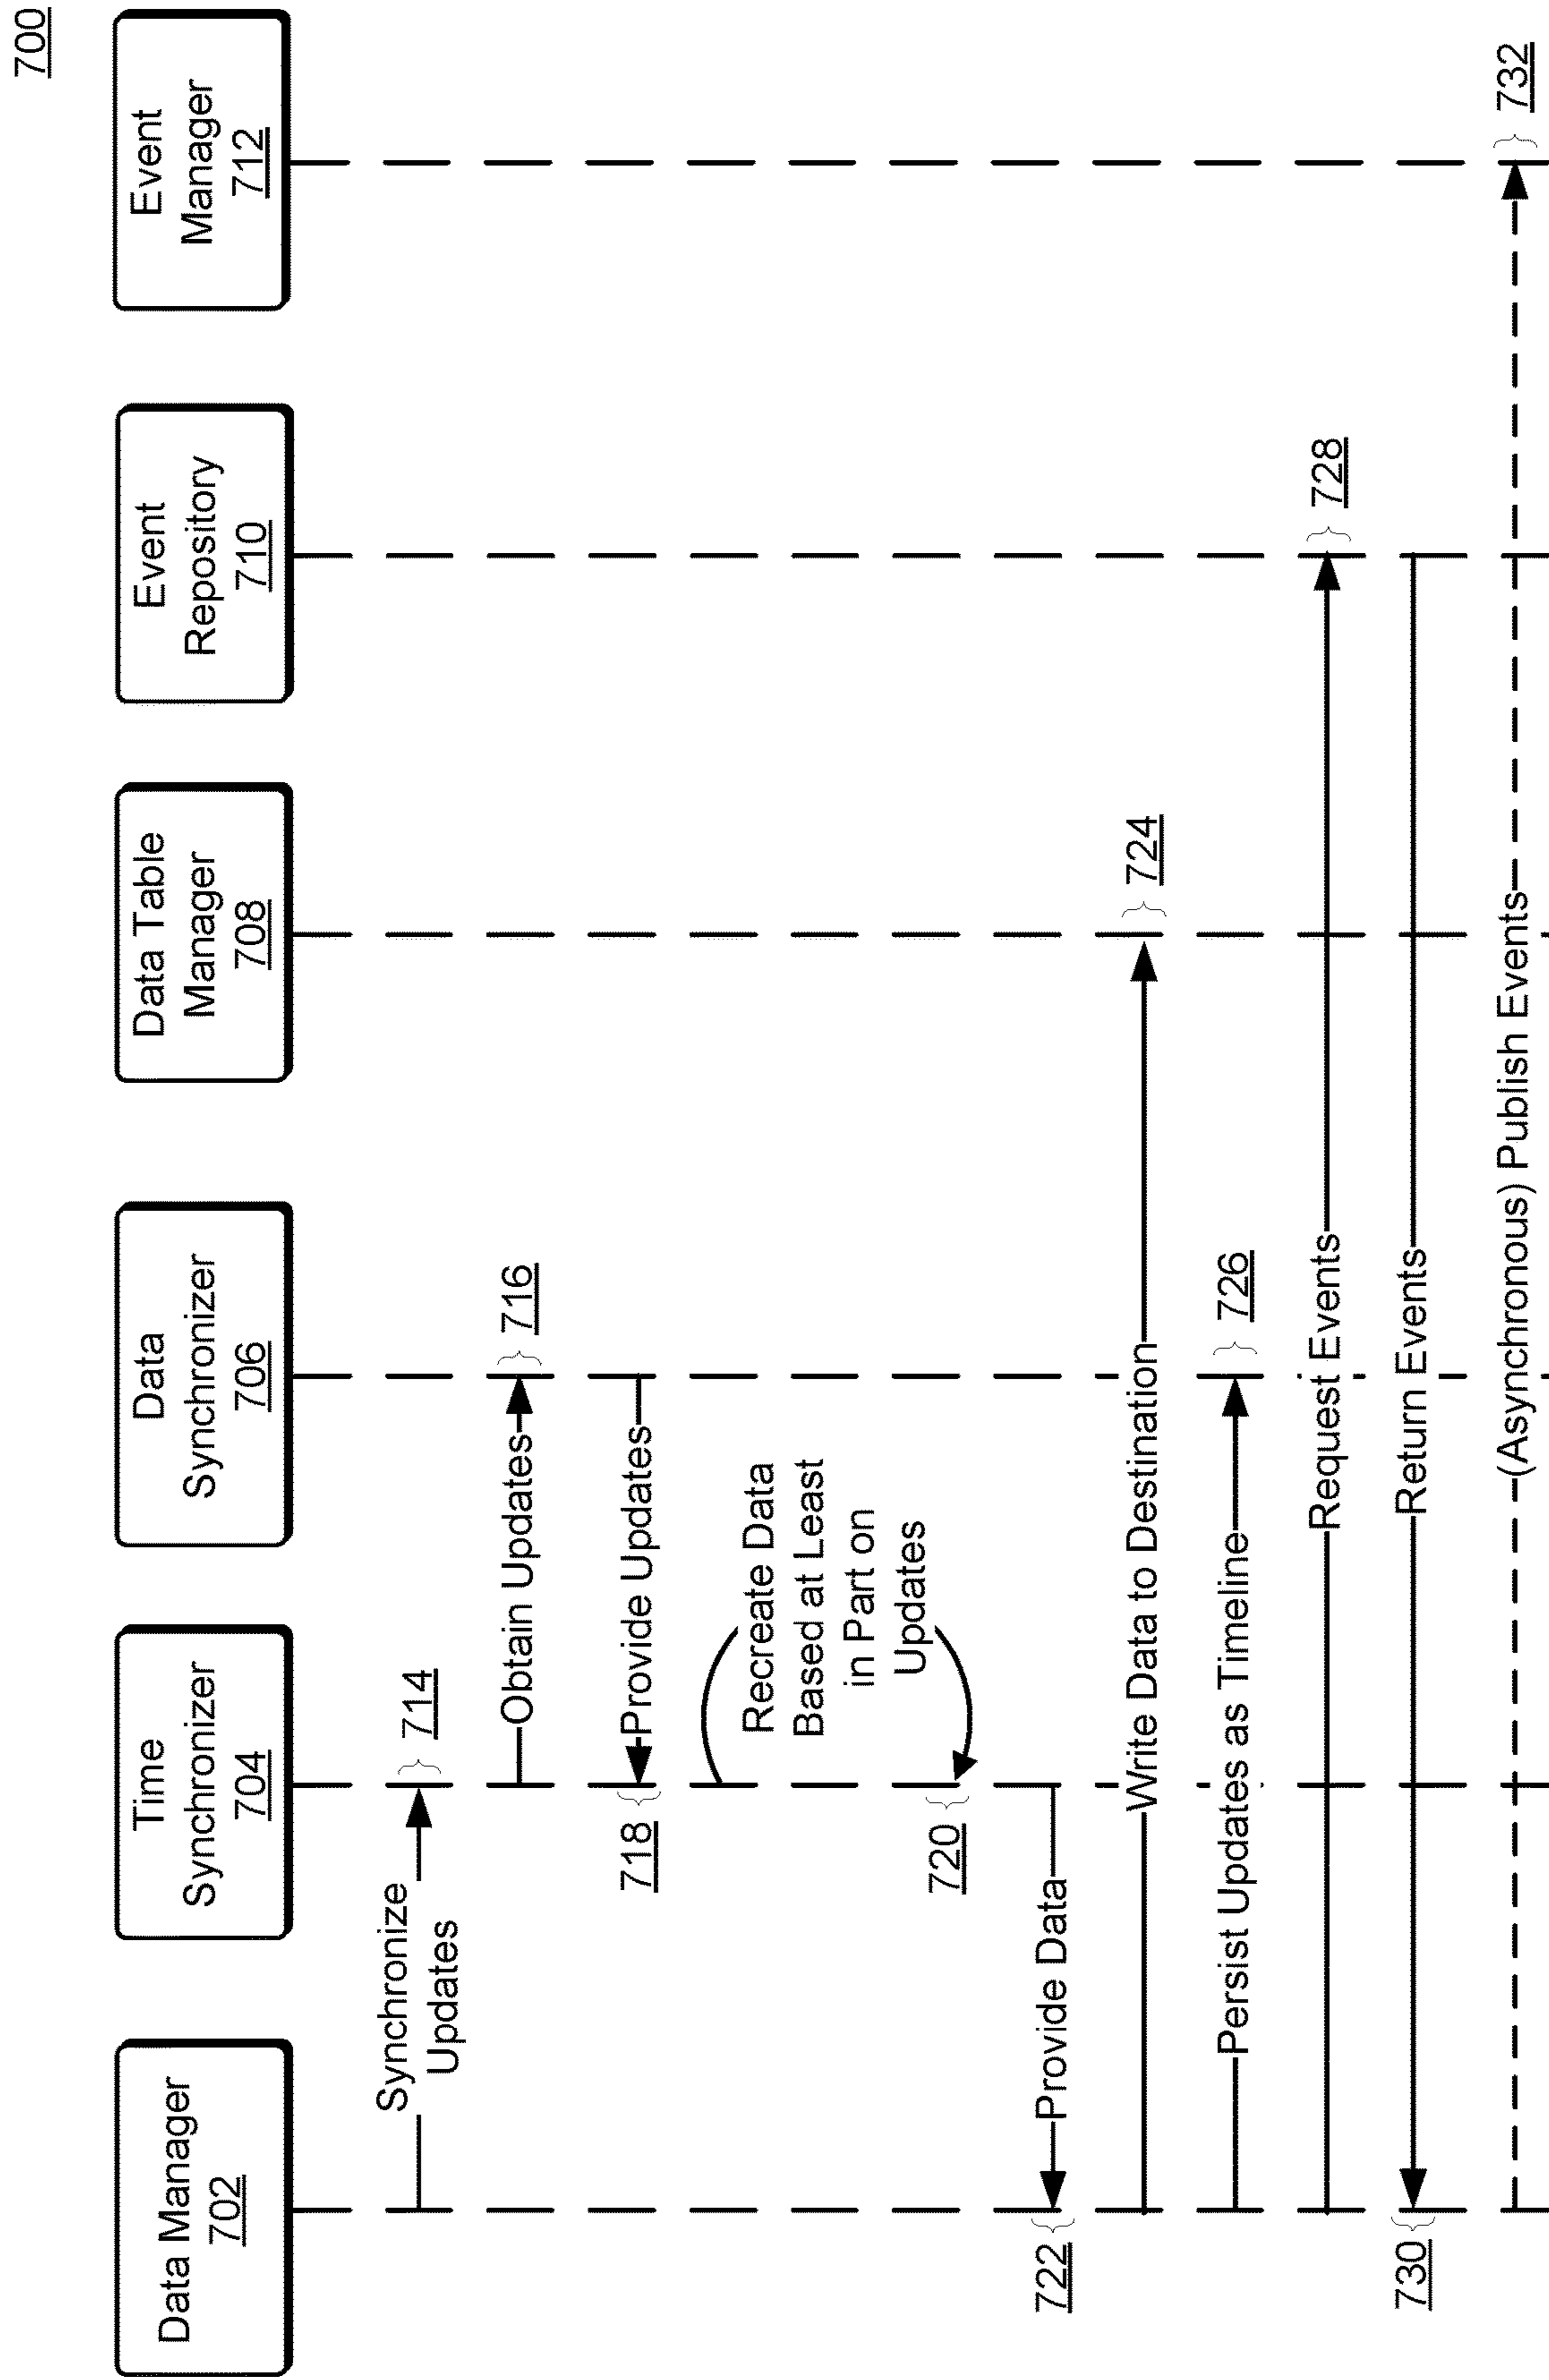 700
Data Manager
702
Time
Synchronizer
704
Data
Synchronizer
706
Data Table
Manager
708
Event
Repository
710
Event
Manager
712
Synchronize
Updates
714
Obtain Updates
716
Provide Updates
718
Recreate Data
Based at Least
in Part on
Updates
720
Provide Data
722
Write Data to Destination
724
Persist Updates as Timeline
726
Request Events
728
Return Events
730
(Asynchronous) Publish Events
732